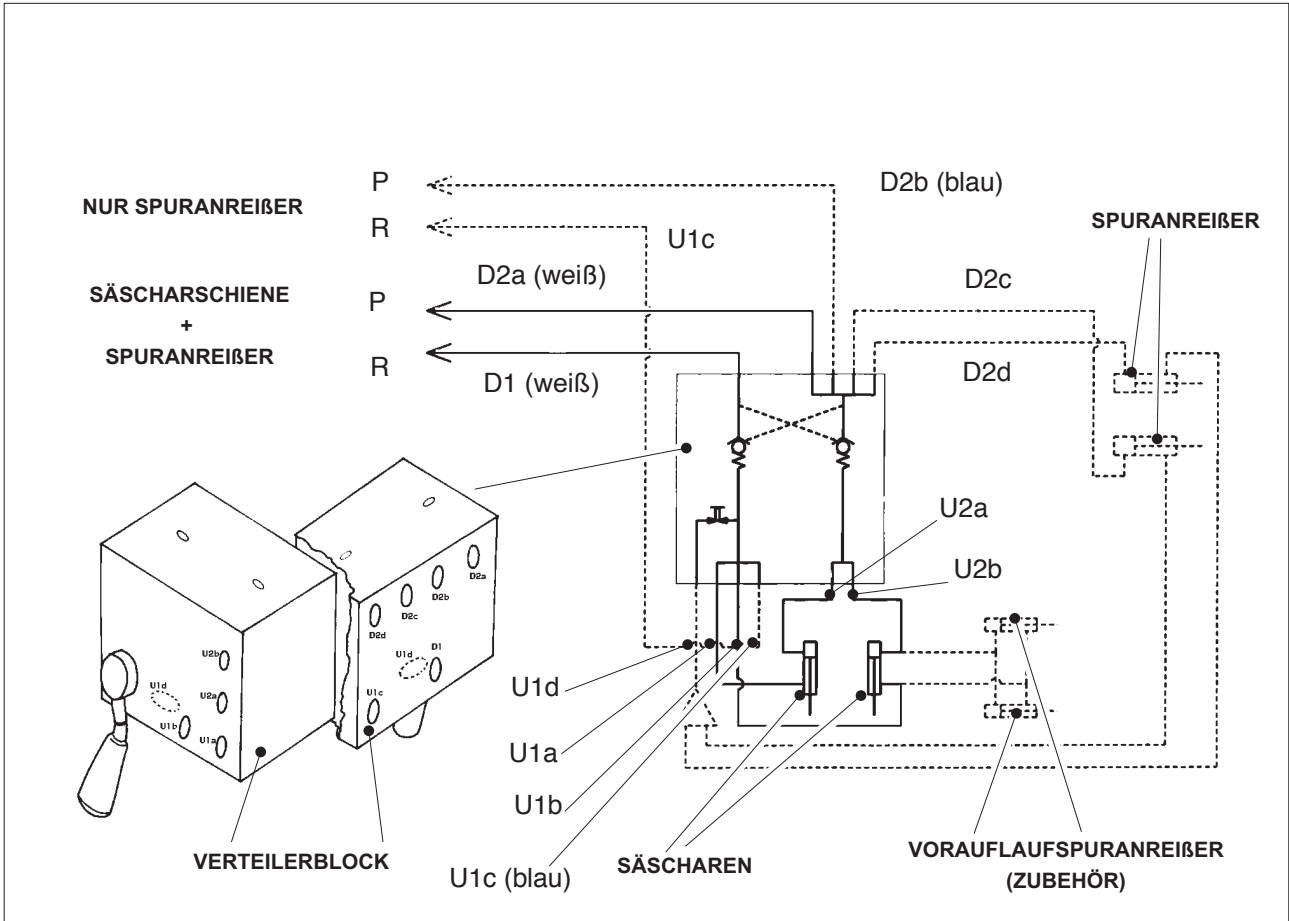 P
D2b (blau)
NUR SPURANREIßER
R
SPURANREIßER
U1c
D2a (weiß)
D2c
SÄSCHARSCHIENE
+
SPURANREIßER
P
R
D1 (weiß)
D2d
U2a
U2b
D2a
D2b
D2c
D2d
U1d
D1
U1c
U2b
U1d
U2a
U1b
U1a
U1d
U1a
U1b
U1c (blau)
VERTEILERBLOCK
SÄSCHAREN
VORAUFLAUFSPURANREIßER
(ZUBEHÖR)